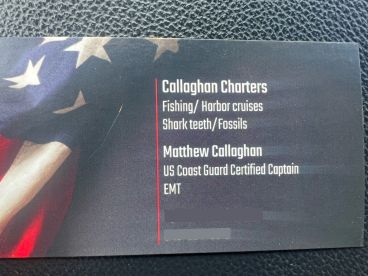 Callaghan Charters
Fishing/ Harbor cruises
Shark teeth/Fossils
Matthew Callaghan
US Coast Guard Certified Captain
EMT